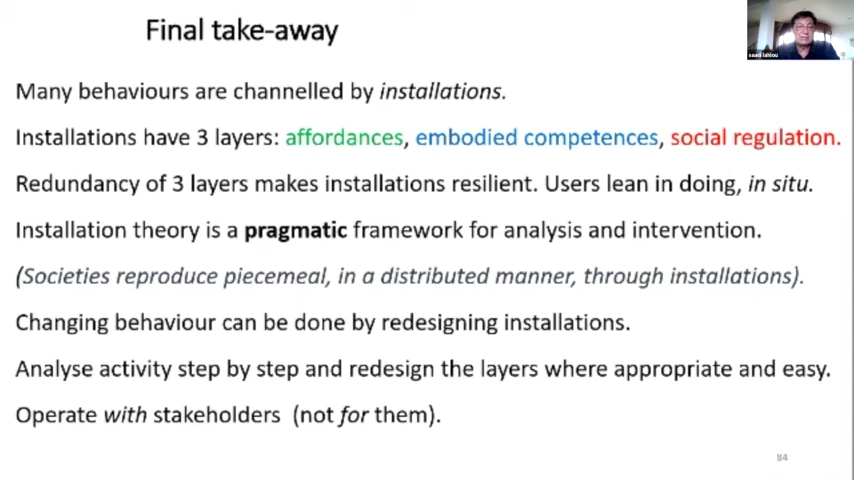 Final take-away
saadi lahlou
Many behaviours are channelled by installations.
Installations have 3 layers: affordances, embodied competences, social regulation.
Redundancy of 3 layers makes installations resilient. Users lean in doing, in situ.
Installation theory is a pragmatic framework for analysis and intervention.
(Societies reproduce piecemeal, in a distributed manner, through installations).
Changing behaviour can be done by redesigning installations.
Analyse activity step by step and redesign the layers where appropriate and easy.
Operate with stakeholders (not for them).
84